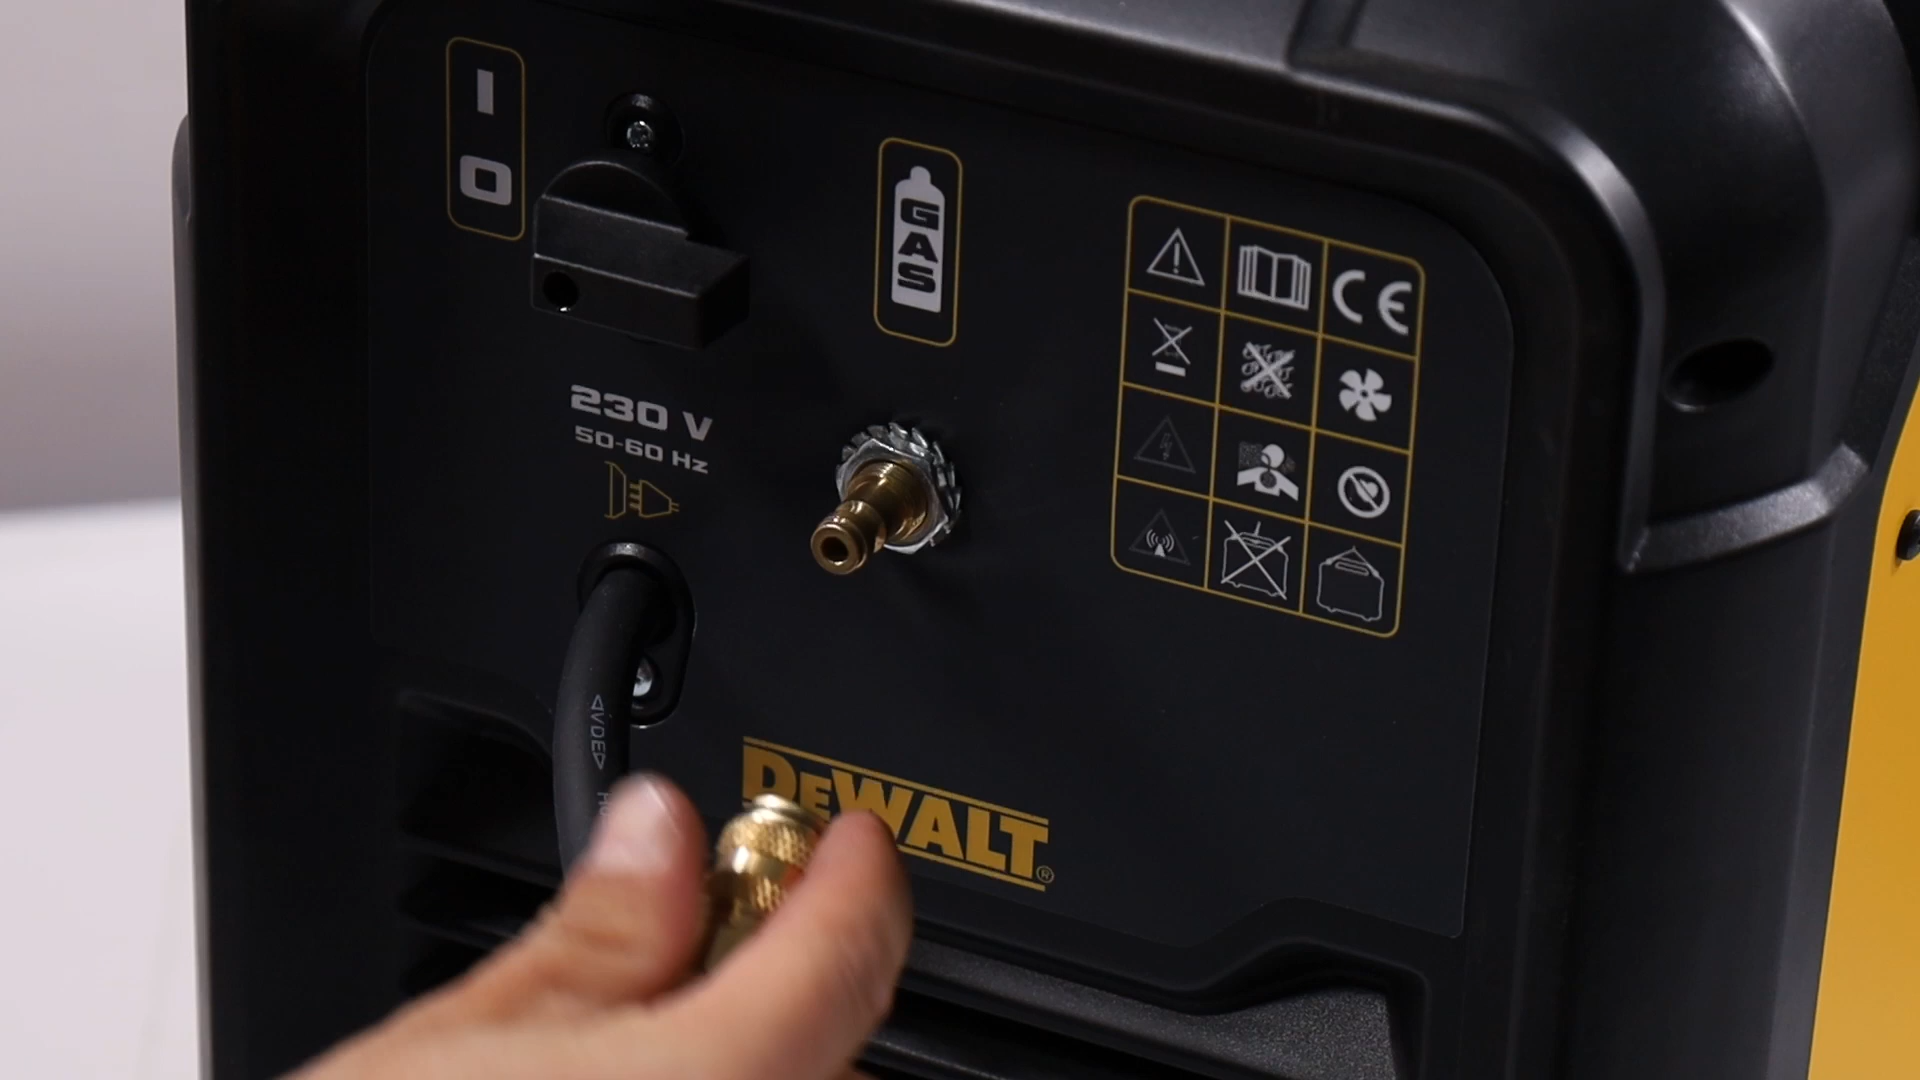 I
O
GAS
CE
230 V
50-60 Hz
◁VDE▷ H
DEWALT®